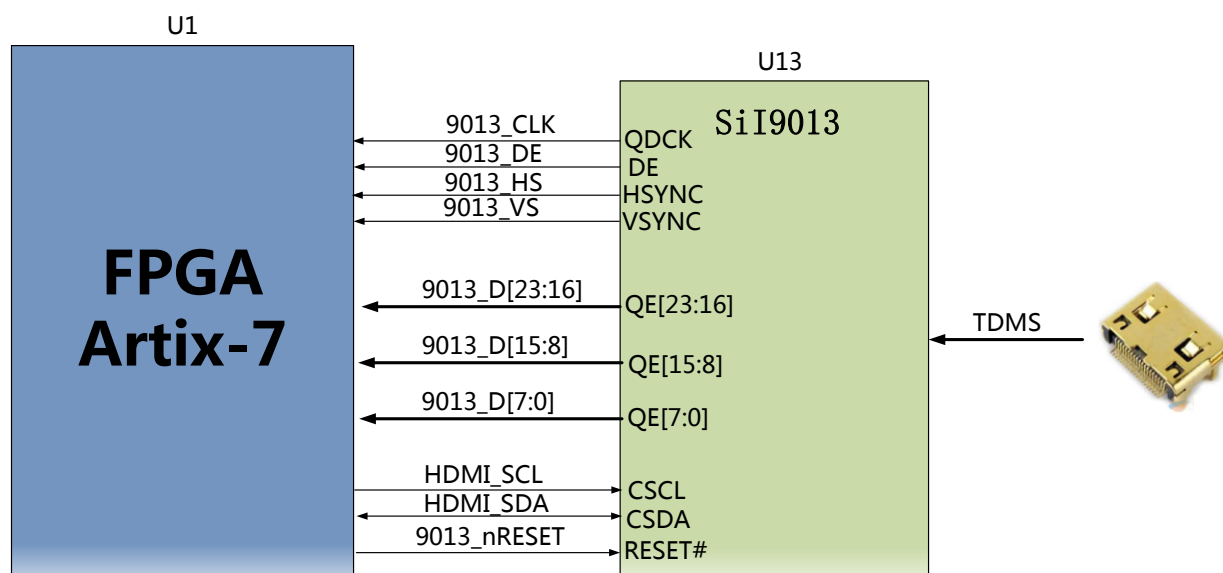 U1
U13
SiI9013
9013_CLK
QDCK
9013_DE
DE
9013_HS
HSYNC
9013_VS
VSYNC
FPGA
Artix-7
9013_D[23:16]
QE[23:16]
TDMS
9013_D[15:8]
QE[15:8]
9013_D[7:0]
QE[7:0]
HDMI_SCL
CSCL
HDMI_SDA
CSDA
9013_nRESET
RESET#